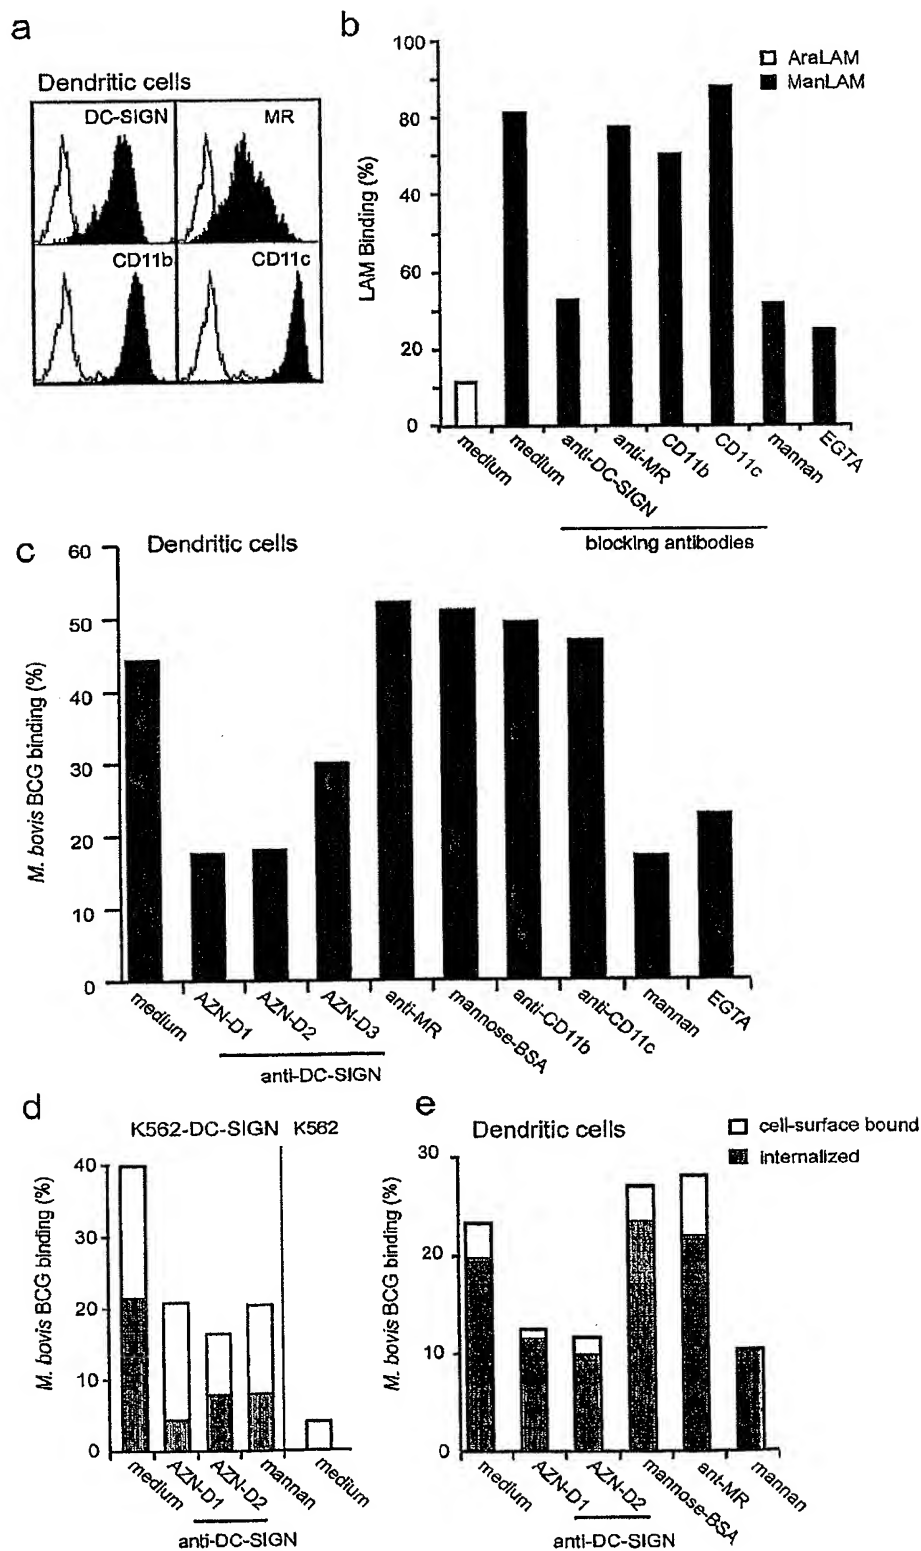 a
Dendritic cells
DC-SIGN
MR
CD11b
CD11c
b
100
80
40
60
20
0
LAM Binding (%)
AraLAM
ManLAM
medium
medium
anti-DC-SIGN
anti-MR
CD11b
CD11c
mannan
EGTA
blocking antibodies
c
Dendritic cells
60
50
40
30
20
10
0
M. bovis BCG binding (%)
medium
AZN-D1
AZN-D2
AZN-D3
anti-MR
mannose-BSA
anti-CD11b
anti-CD11c
mannan
EGTA
anti-DC-SIGN
d
K562-DC-SIGN
K562
40
30
20
10
0
M. bovis BCG binding (%)
medium
AZN-D1
AZN-D2
mannan
medium
anti-DC-SIGN
e
Dendritic cells
cell-surface bound
internalized
30
20
10
0
M. bovis BCG binding (%)
medium
AZN-D1
AZN-D2
mannose-BSA
ant-MR
mannan
anti-DC-SIGN